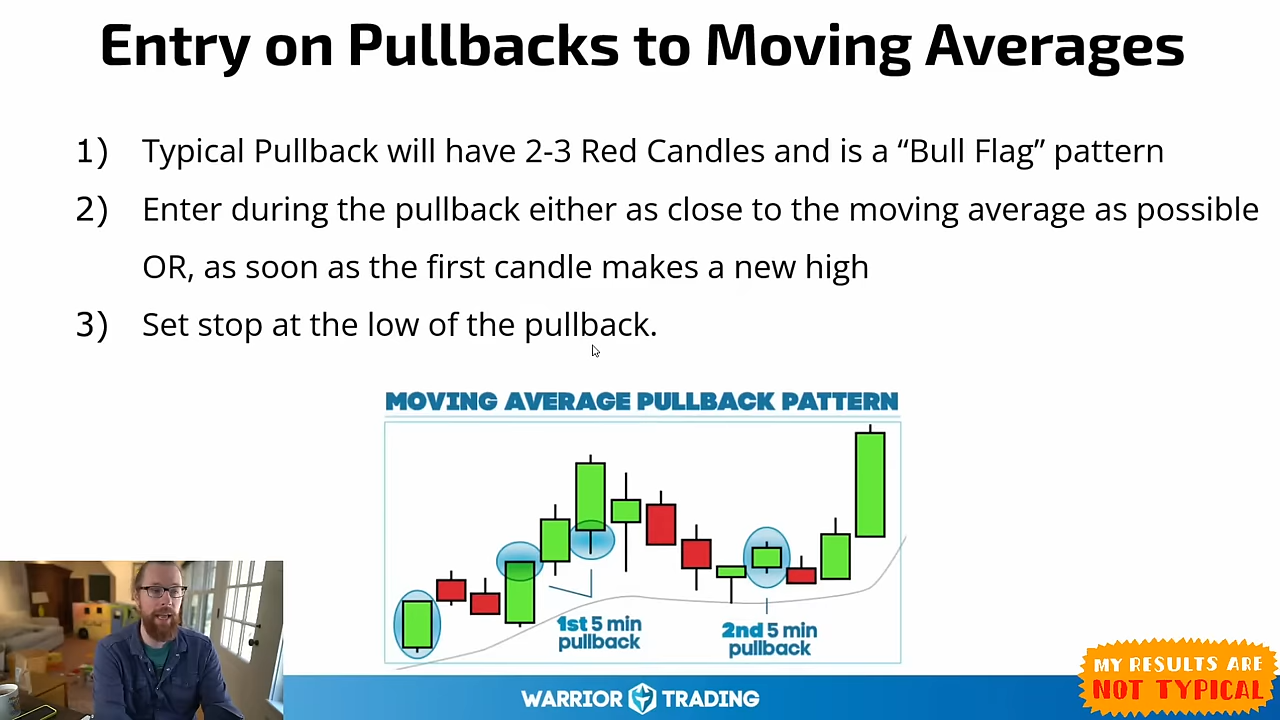 Entry on Pullbacks to Moving Averages
1) Typical Pullback will have 2-3 Red Candles and is a “Bull Flag” pattern
2) Enter during the pullback either as close to the moving average as possible
OR, as soon as the first candle makes a new high
3) Set stop at the low of the pullback.
MOVING AVERAGE PULLBACK PATTERN
1st 5 min
pullback
2nd 5 min
pullback
WARRIOR TRADING
MY RESULTS ARE
NOT TYPICAL